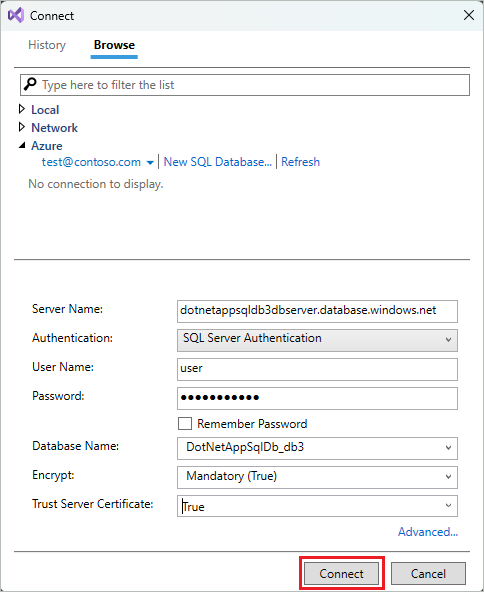 Connect
History Browse
Type here to filter the list
Local
Network
Azure
test@contoso.com New SQL Database... Refresh
No connection to display.
Server Name: dotnetappsqldb3dbserver.database.windows.net
Authentication: SQL Server Authentication
User Name: user
Password: ●●●●●●●●●●●
Remember Password
Database Name: DotNetAppSqlDb_db3
Encrypt: Mandatory (True)
Trust Server Certificate: True
Advanced...
Connect Cancel